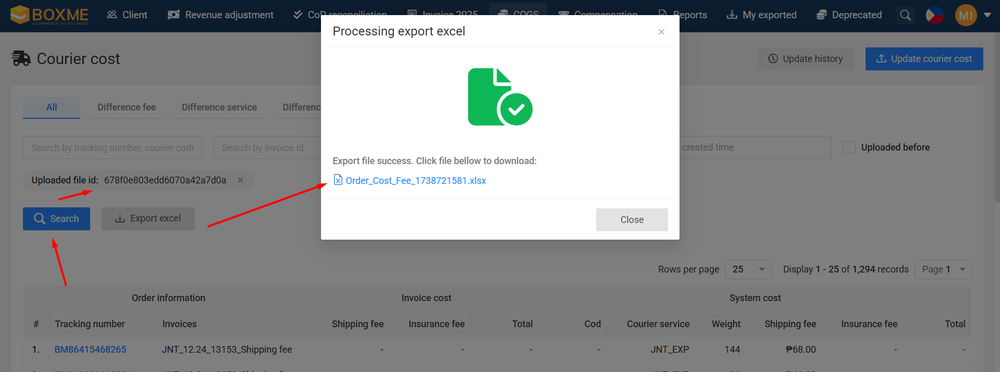 BOXME
ECOMMERCE FULFILLMENT
Client
Revenue adjustment
CoD reconciliation
Invoice 2025
COGS
Compensation
Reports
My exported
Deprecated
MI
Processing export excel
×
Courier cost
Update history
Update courier cost
All
Difference fee
Difference service
Search by tracking number, courier code
Search by invoice id
created time
Uploaded before
Export file success. Click file bellow to download:
Uploaded file id: 678f0e803edd6070a42a7d0a ×
Order_Cost_Fee_1738721581.xlsx
Search
Export excel
Close
Rows per page 25 Display 1 - 25 of 1,294 records Page 1
Order information Invoice cost System cost
# Tracking number Invoices Shipping fee Insurance fee Total Cod Courier service Weight Shipping fee Insurance fee Total
1. BM86415468265 JNT_12.24_13153_Shipping fee - - - - JNT_EXP 144 ₱68.00 - -